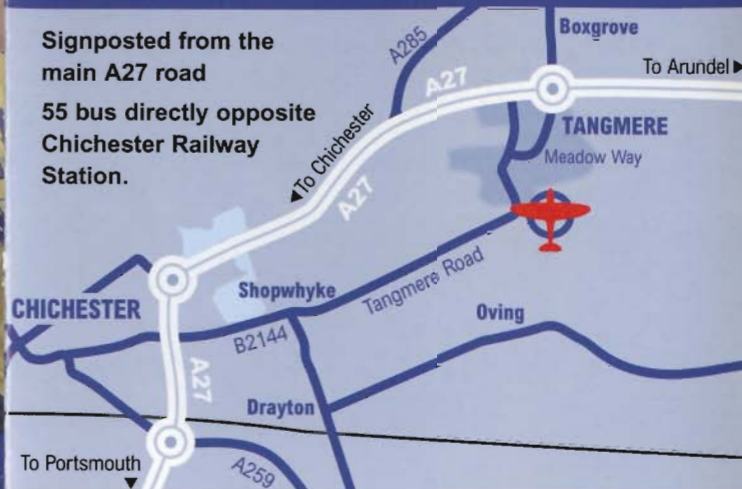 Signposted from the
main A27 road
55 bus directly opposite
Chichester Railway
Station.
A285
Boxgrove
To Arundel
A27
TANGMERE
Meadow Way
To Chichester
A27
Shopwhyke
Tangmere Road
CHICHESTER
B2144
Oving
A27
Drayton
To Portsmouth
A259